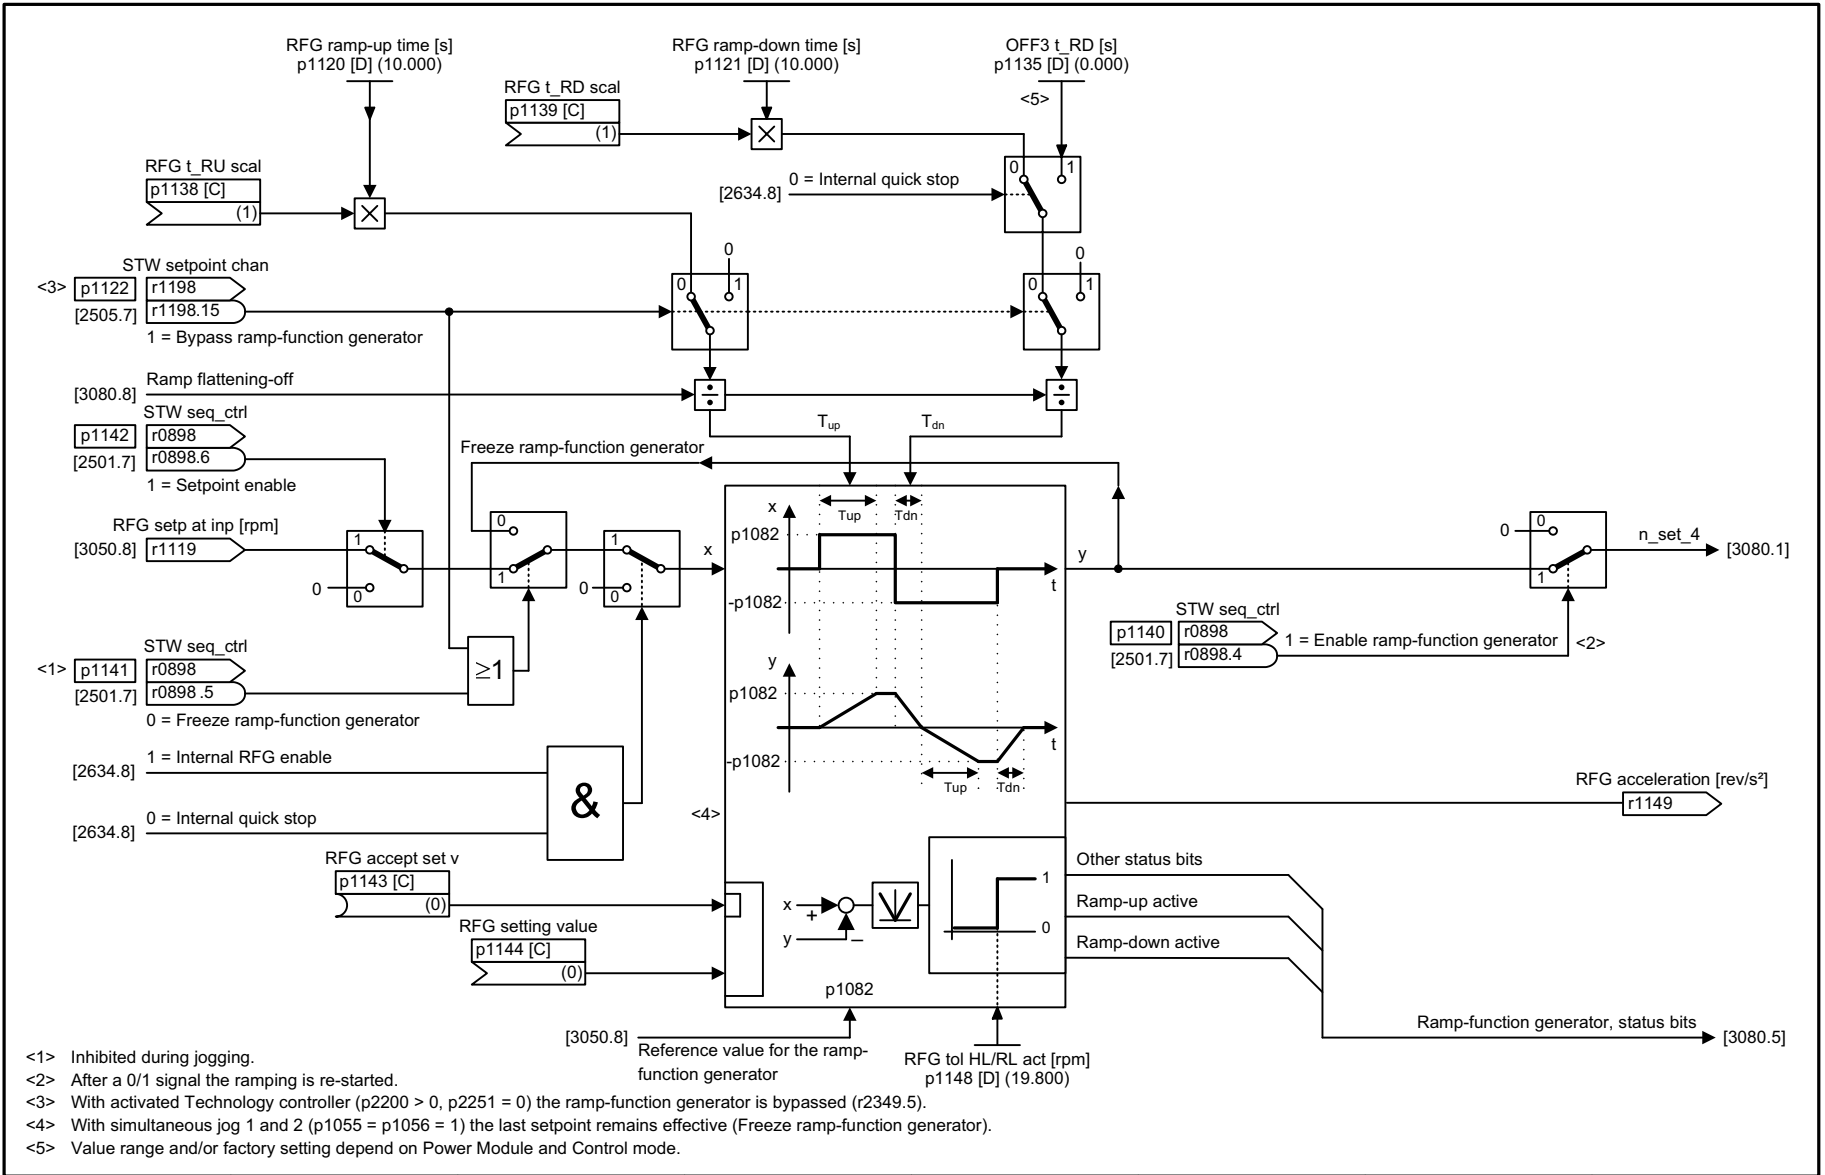 RFG ramp-up time [s]
p1120 [D] (10.000)
RFG ramp-down time [s]
p1121 [D] (10.000)
OFF3 t_RD [s]
p1135 [D] (0.000)
<5>
RFG t_RD scal
p1139 [C]
(1)
RFG t_RU scal
p1138 [C]
(1)
[2634.8]
0 = Internal quick stop
0 1
STW setpoint chan
<3> p1122 r1198
[2505.7] r1198.15
1 = Bypass ramp-function generator
0
0 1
0
0 1
[3080.8] Ramp flattening-off
÷
÷
STW seq_ctrl
p1142 r0898
[2501.7] r0898.6
1 = Setpoint enable
Tup
Tdn
Freeze ramp-function generator
RFG setp at inp [rpm]
[3050.8] r1119
1
0 0
0
1
1
0 0
x
x
Tup Tdn
p1082
-p1082
t
y
p1082
-p1082
t
Tup Tdn
y
0 0
1
n_set_4
[3080.1]
STW seq_ctrl
p1140 r0898
[2501.7] r0898.4
1 = Enable ramp-function generator <2>
STW seq_ctrl
<1> p1141 r0898
[2501.7] r0898.5
0 = Freeze ramp-function generator
≥1
[2634.8] 1 = Internal RFG enable
&
[2634.8] 0 = Internal quick stop
<4>
RFG acceleration [rev/s²]
r1149
RFG accept set v
p1143 [C]
(0)
RFG setting value
p1144 [C]
(0)
x +
y −
1
0
Other status bits
Ramp-up active
Ramp-down active
p1082
[3050.8]
Reference value for the ramp-
function generator
RFG tol HL/RL act [rpm]
p1148 [D] (19.800)
Ramp-function generator, status bits
[3080.5]
<1> Inhibited during jogging.
<2> After a 0/1 signal the ramping is re-started.
<3> With activated Technology controller (p2200 > 0, p2251 = 0) the ramp-function generator is bypassed (r2349.5).
<4> With simultaneous jog 1 and 2 (p1055 = p1056 = 1) the last setpoint remains effective (Freeze ramp-function generator).
<5> Value range and/or factory setting depend on Power Module and Control mode.